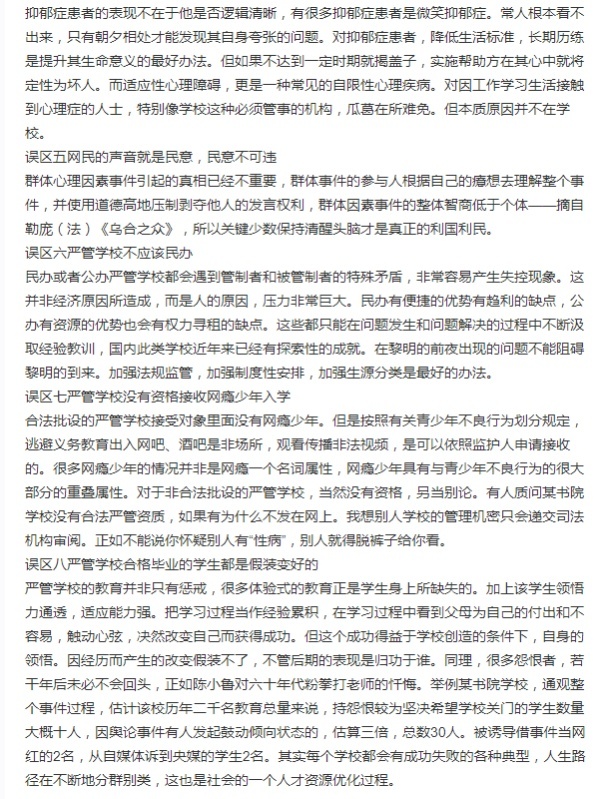 抑郁症患者的表现不在于他是否逻辑清晰，有很多抑郁症患者是微笑抑郁症。常人根本看不
出来，只有朝夕相处才能发现其自身夸张的问题。对抑郁症患者，降低生活标准，长期历练
是提升其生命意义的最好办法。但如果不达到一定时期就揭盖子，实施帮助方在其心中就将
定性为坏人。而适应性心理障碍，更是一种常见的自限性心理疾病。对因工作学习生活接触
到心理症的人士，特别像学校这种必须管事的机构，瓜葛在所难免。但本质原因并不在学
校。
误区五网民的声音就是民意，民意不可违
群体心理因素事件引起的真相已经不重要，群体事件的参与人根据自己的癔想去理解整个事
件，并使用道德高地压制剥夺他人的发言权利，群体因素事件的整体智商低于个体——摘自
勒庞（法）《乌合之众》，所以关键少数保持清醒头脑才是真正的利国利民。
误区六严管学校不应该民办
民办或者公办严管学校都会遇到管制者和被管制者的特殊矛盾，非常容易产生失控现象。这
并非经济原因所造成，而是人的原因，压力非常巨大。民办有便捷的优势有趋利的缺点，公
办有资源的优势也会有权力寻租的缺点。这些都只能在问题发生和问题解决的过程中不断汲
取经验教训，国内此类学校近年来已经有探索性的成就。在黎明的前夜出现的问题不能阻碍
黎明的到来。加强法规监管，加强制度性安排，加强生源分类是最好的办法。
误区七严管学校没有资格接收网瘾少年入学
合法批设的严管学校接受对象里面没有网瘾少年。但是按照有关青少年不良行为划分规定，
逃避义务教育出入网吧、酒吧是非场所，观看传播非法视频，是可以依照监护人申请接收
的。很多网瘾少年的情况并非是网瘾一个名词属性，网瘾少年具有与青少年不良行为的很大
部分的重叠属性。对于非合法批设的严管学校，当然没有资格，另当别论。有人质问某书院
学校没有合法严管资质，如果有为什么不发在网上。我想别人学校的管理机密只会递交司法
机构审阅。正如不能说你怀疑别人有“性病”，别人就得脱裤子给你看。
误区八严管学校合格毕业的学生都是假装变好的
严管学校的教育并非只有惩戒，很多体验式的教育正是学生身上所缺失的。加上该学生领悟
力通透，适应能力强。把学习过程当作经验累积，在学习过程中看到父母为自己的付出和不
容易，触动心弦，决然改变自己而获得成功。但这个成功得益于学校创造的条件下，自身的
领悟。因经历而产生的改变假装不了，不管后期的表现是归功于谁。同理，很多怨恨者，若
干年后未必不会回头，正如陈小鲁对六十年代粉拳打老师的忏悔。举例某书院学校，通观整
个事件过程，估计该校历年二千名教育总量来说，持怨恨较为坚决希望学校关门的学生数量
大概十人，因舆论事件有人发起鼓动倾向状态的，估算三倍，总数30人。被诱导借事件当网
红的2名，从自媒体诉到央媒的学生2名。其实每个学校都会有成功失败的各种典型，人生路
径在不断地分群别类，这也是社会的一个人才资源优化过程。